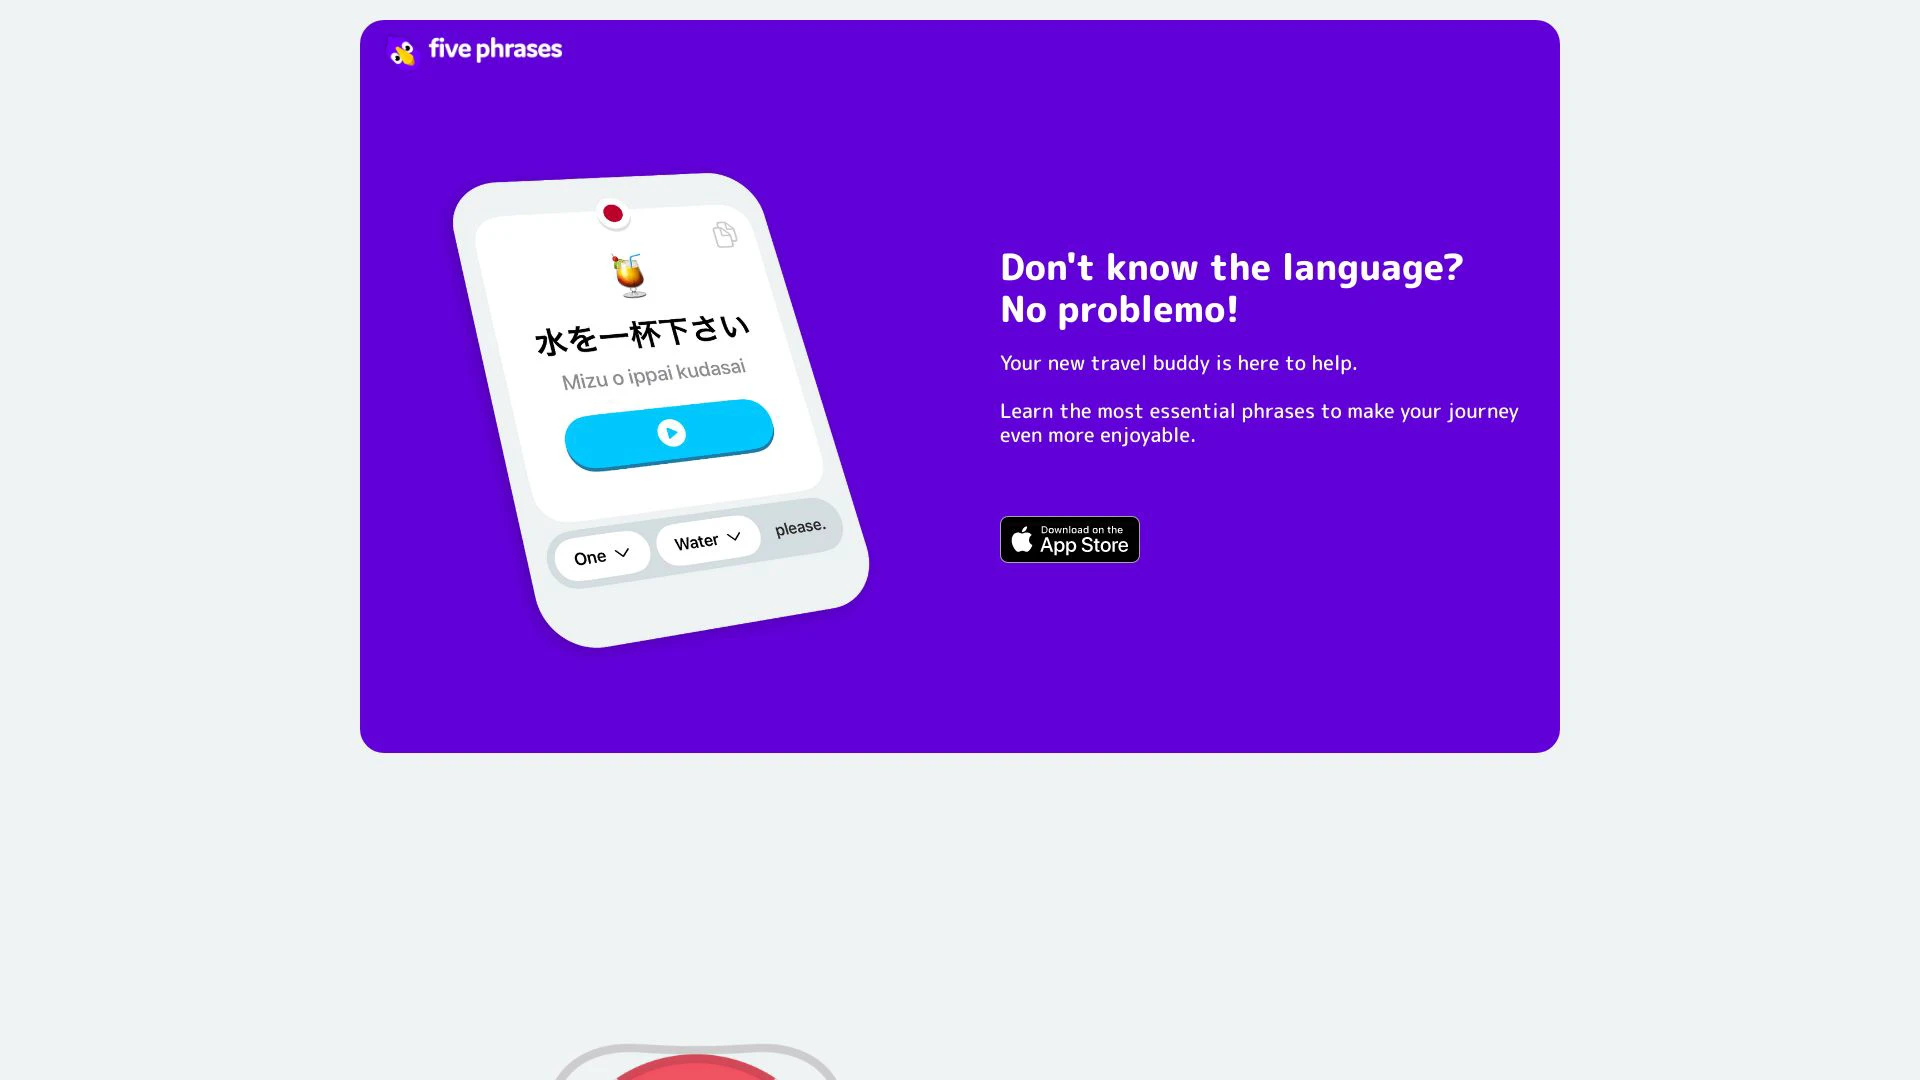 five phrases
水を一杯下さい
Mizu o ippai kudasai
One
Water
please.
Don't know the language?
No problemo!
Your new travel buddy is here to help.
Learn the most essential phrases to make your journey
even more enjoyable.
Download on the
App Store